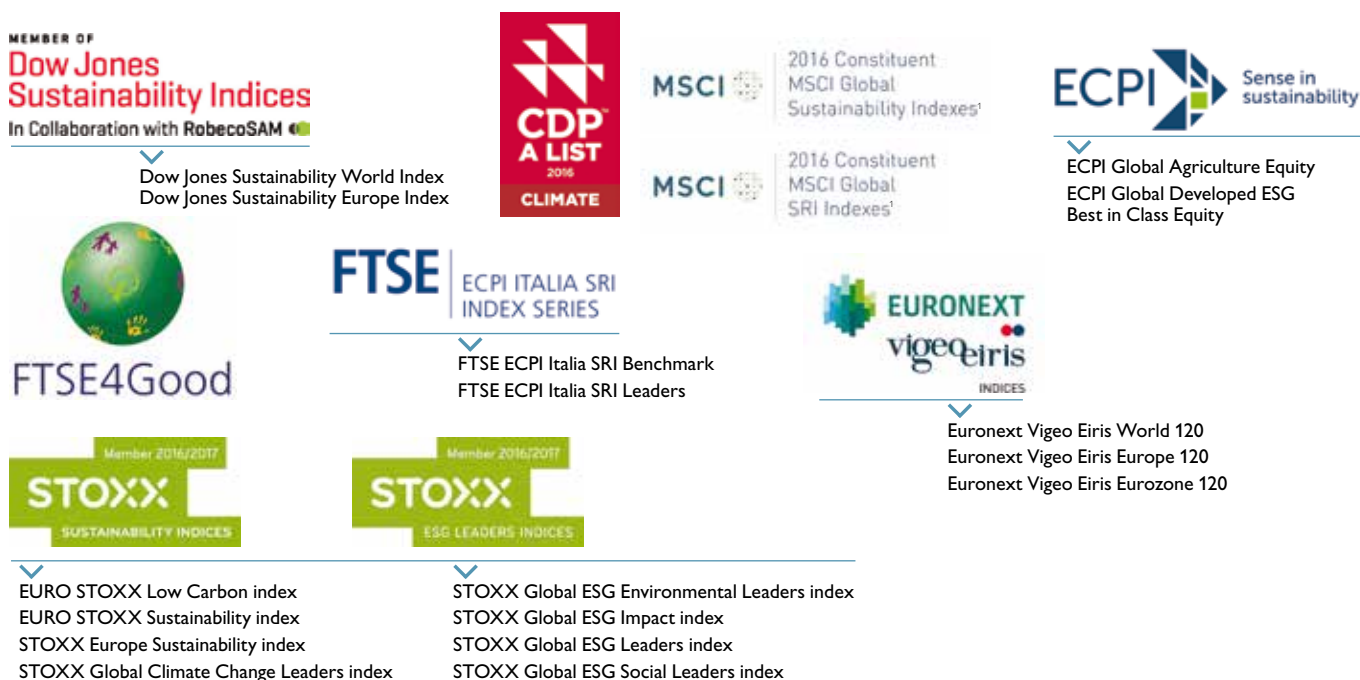 MEMBER OF
Dow Jones
Sustainability Indices
In Collaboration with RobecoSAM
Dow Jones Sustainability World Index
Dow Jones Sustainability Europe Index
CDP™
A LIST
2016
CLIMATE
MSCI
2016 Constituent
MSCI Global
Sustainability Indexes¹
MSCI
2016 Constituent
MSCI Global
SRI Indexes¹
ECPI
Sense in
sustainability
ECPI Global Agriculture Equity
ECPI Global Developed ESG
Best in Class Equity
FTSE4Good
FTSE
ECPI ITALIA SRI
INDEX SERIES
FTSE ECPI Italia SRI Benchmark
FTSE ECPI Italia SRI Leaders
EURONEXT
vigeoeiris
INDICES
Euronext Vigeo Eiris World 120
Euronext Vigeo Eiris Europe 120
Euronext Vigeo Eiris Eurozone 120
Member 2016/2017
STOXX
SUSTAINABILITY INDICES
EURO STOXX Low Carbon index
EURO STOXX Sustainability index
STOXX Europe Sustainability index
STOXX Global Climate Change Leaders index
Member 2016/2017
STOXX
ESG LEADERS INDICES
STOXX Global ESG Environmental Leaders index
STOXX Global ESG Impact index
STOXX Global ESG Leaders index
STOXX Global ESG Social Leaders index